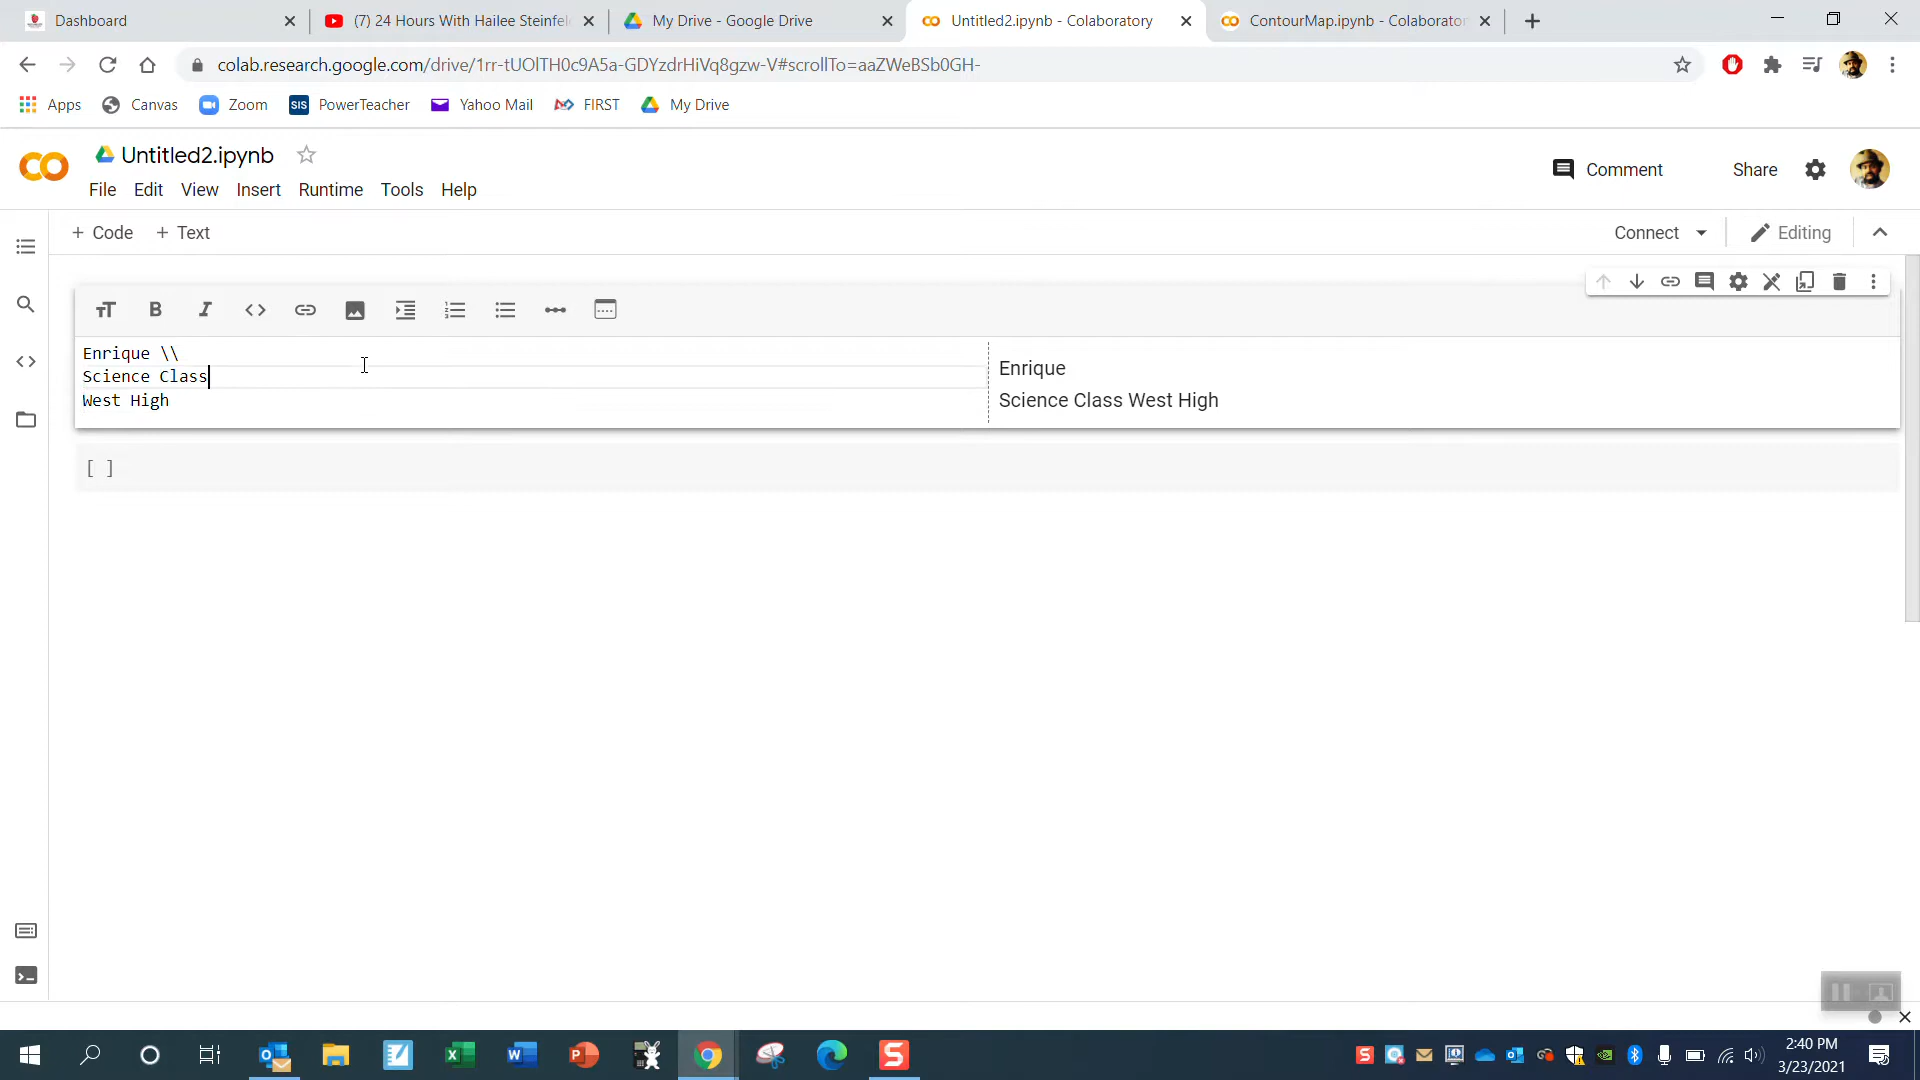 Dashboard
(7) 24 Hours With Hailee Steinfel
My Drive - Google Drive
Untitled2.ipynb - Colaboratory
ContourMap.ipynb - Colaborator
colab.research.google.com/drive/1rr-tUOlTH0c9A5a-GDYzdrHiVq8gzw-V#scrollTo=aaZWeBSb0GH-
Apps Canvas Zoom SIS PowerTeacher Yahoo Mail FIRST My Drive
Untitled2.ipynb
Comment Share
File Edit View Insert Runtime Tools Help
+ Code + Text
Connect Editing
Enrique \\
Science Class
West High
Enrique
Science Class West High
[ ]
2:40 PM
3/23/2021